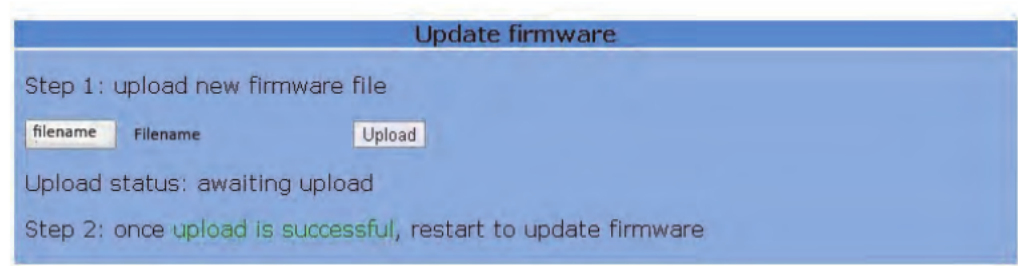 Update firmware
Step 1: upload new firmware file
filename Filename Upload
Upload status: awaiting upload
Step 2: once upload is successful, restart to update firmware